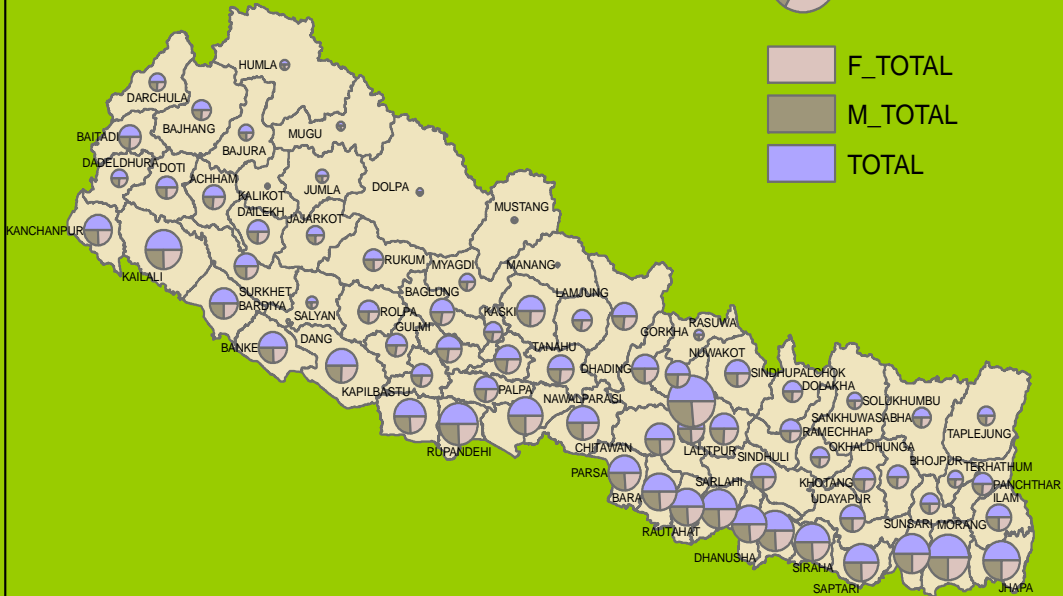 F_TOTAL
M_TOTAL
TOTAL
HUMLA
DARCHULA
BAJHANG
BAITADI
BAJURA
MUGU
DADELDHURA
DOTI
ACHHAM
KALIKOT
JUMLA
DOLPA
DAILEKH
JAJARKOT
MUSTANG
KANCHANPUR
KAILALI
RUKUM
MYAGDI
MANANG
SURKHET
BARDIYA
SALYAN
ROLPA
BAGLUNG
KASKI
LAMJUNG
GULMI
GORKHA
RASUWA
BANKE
DANG
TANAHU
NUWAKOT
DHADING
SINDHUPALCHOK
DOLAKHA
KAPILBASTU
PALPA
NAWALPARASI
SOLUKHUMBU
SANKHUWASABHA
RAMECHHAP
TAPLEJUNG
RUPANDEHI
CHITAWAN
LALITPUR
SINDHULI
OKHALDHUNGA
BHOJPUR
TERHATHUM
PARSA
SARLAHI
KHOTANG
PANCHTHAR
BARA
UDAYAPUR
ILAM
RAUTAHAT
SUNSARI
MORANG
DHANUSHA
SIRAHA
SAPTARI
JHAPA